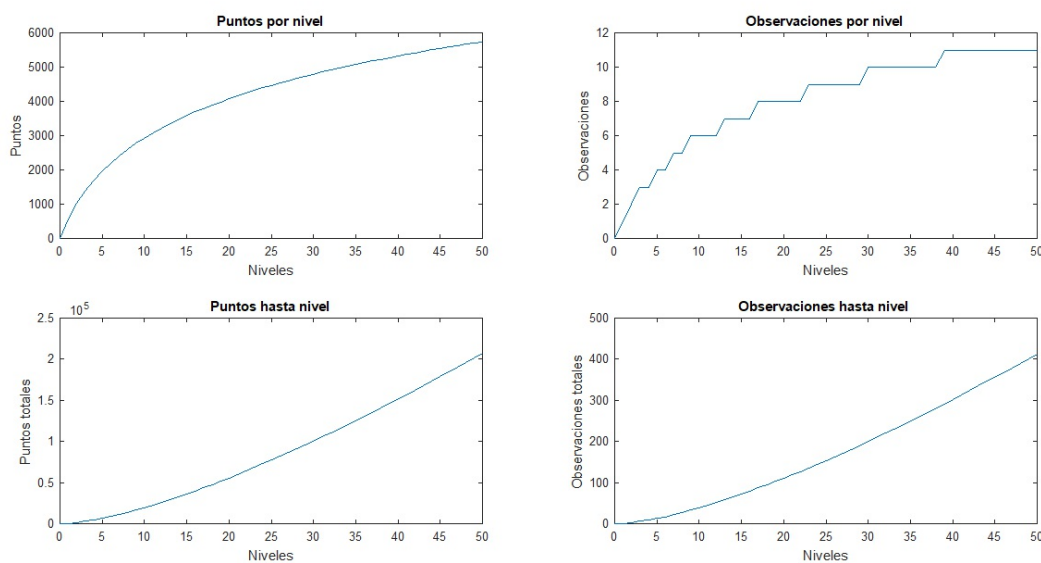 Puntos por nivel
6000
5000
4000
3000
2000
1000
0
Puntos
0 5 10 15 20 25 30 35 40 45 50
Niveles
Observaciones por nivel
12
10
8
6
4
2
0
Observaciones
0 5 10 15 20 25 30 35 40 45 50
Niveles
Puntos hasta nivel
10^5
2.5
2
1.5
1
0.5
0
Puntos totales
0 5 10 15 20 25 30 35 40 45 50
Niveles
Observaciones hasta nivel
500
400
300
200
100
0
Observaciones totales
0 5 10 15 20 25 30 35 40 45 50
Niveles